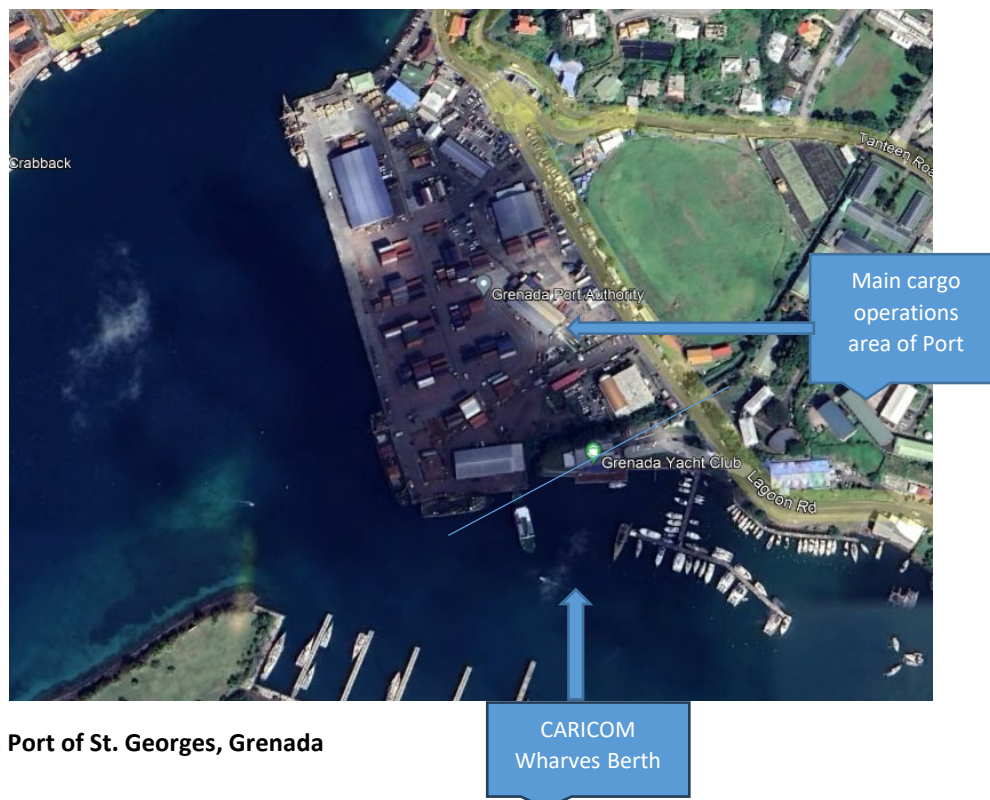 Crabback
Tanteen Roa
Grenada Port Authority
Main cargo
operations
area of Port
Grenada Yacht Club
Lagoon Rd
Port of St. Georges, Grenada
CARICOM
Wharves Berth